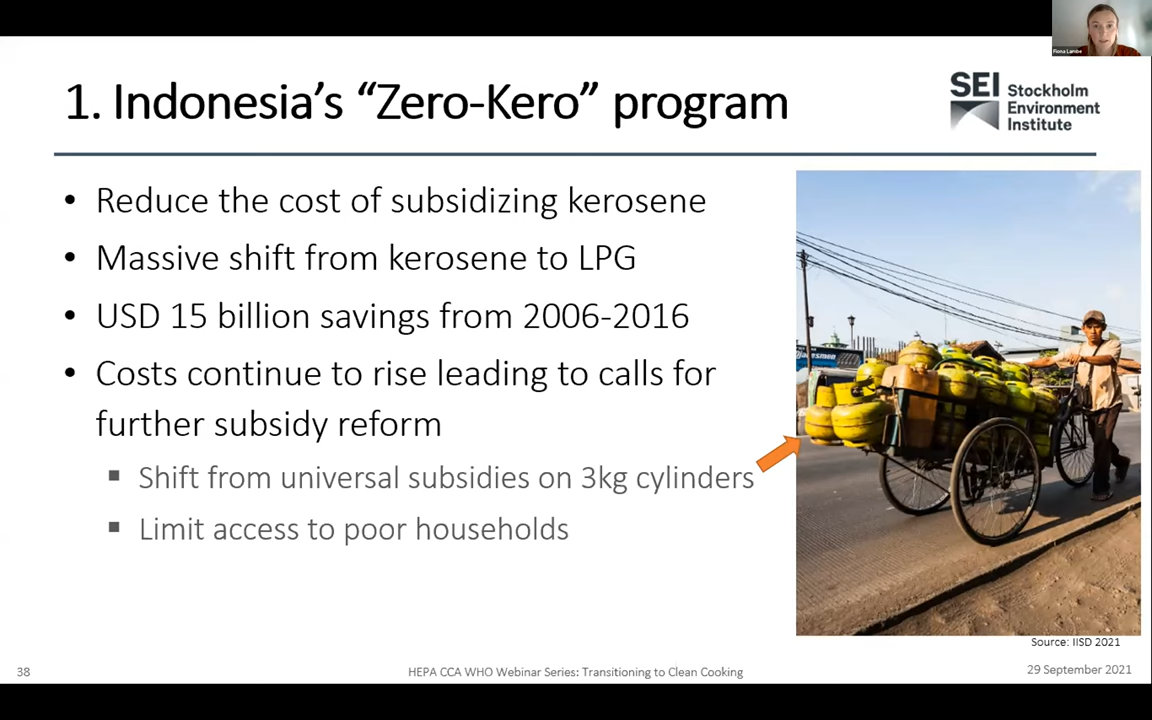 Fiona Lambe
1. Indonesia's "Zero-Kero" program
SEI Stockholm
Environment
Institute
• Reduce the cost of subsidizing kerosene
• Massive shift from kerosene to LPG
• USD 15 billion savings from 2006-2016
• Costs continue to rise leading to calls for
further subsidy reform
▪ Shift from universal subsidies on 3kg cylinders
▪ Limit access to poor households
Source: IISD 2021
38
HEPA CCA WHO Webinar Series: Transitioning to Clean Cooking
29 September 2021